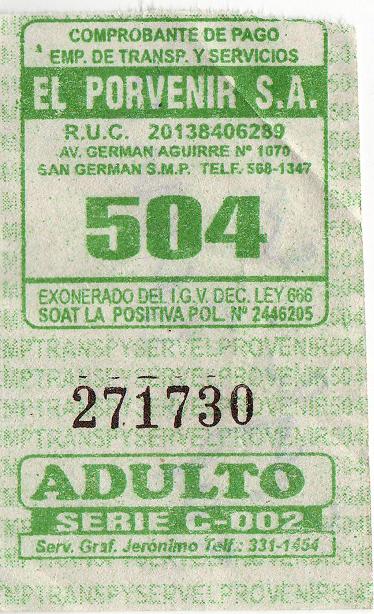 COMPROBANTE DE PAGO
EMP. DE TRANSP. Y SERVICIOS
EL PORVENIR S.A.
R.U.C. 20138406289
AV. GERMAN AGUIRRE Nº 1070
SAN GERMAN S.M.P. TELF. 568-1347
504
EXONERADO DEL I.G.V. DEC. LEY 666
SOAT LA POSITIVA POL. Nº 2446205
271730
ADULTO
SERIE C-002
Serv. Graf. Jerónimo Telf.: 331-1454